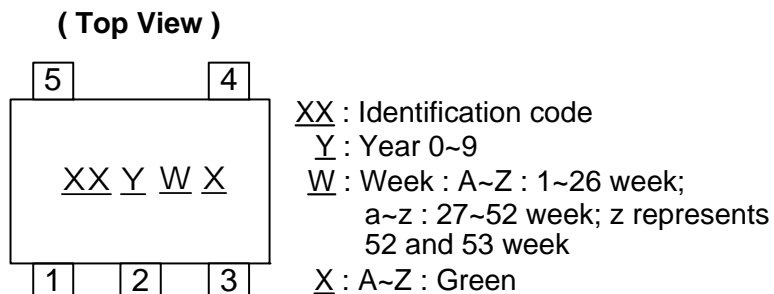 ( Top View )
5 4
XX Y W X
1 2 3
XX : Identification code
Y : Year 0~9
W : Week : A~Z : 1~26 week;
a~z : 27~52 week; z represents
52 and 53 week
X : A~Z : Green